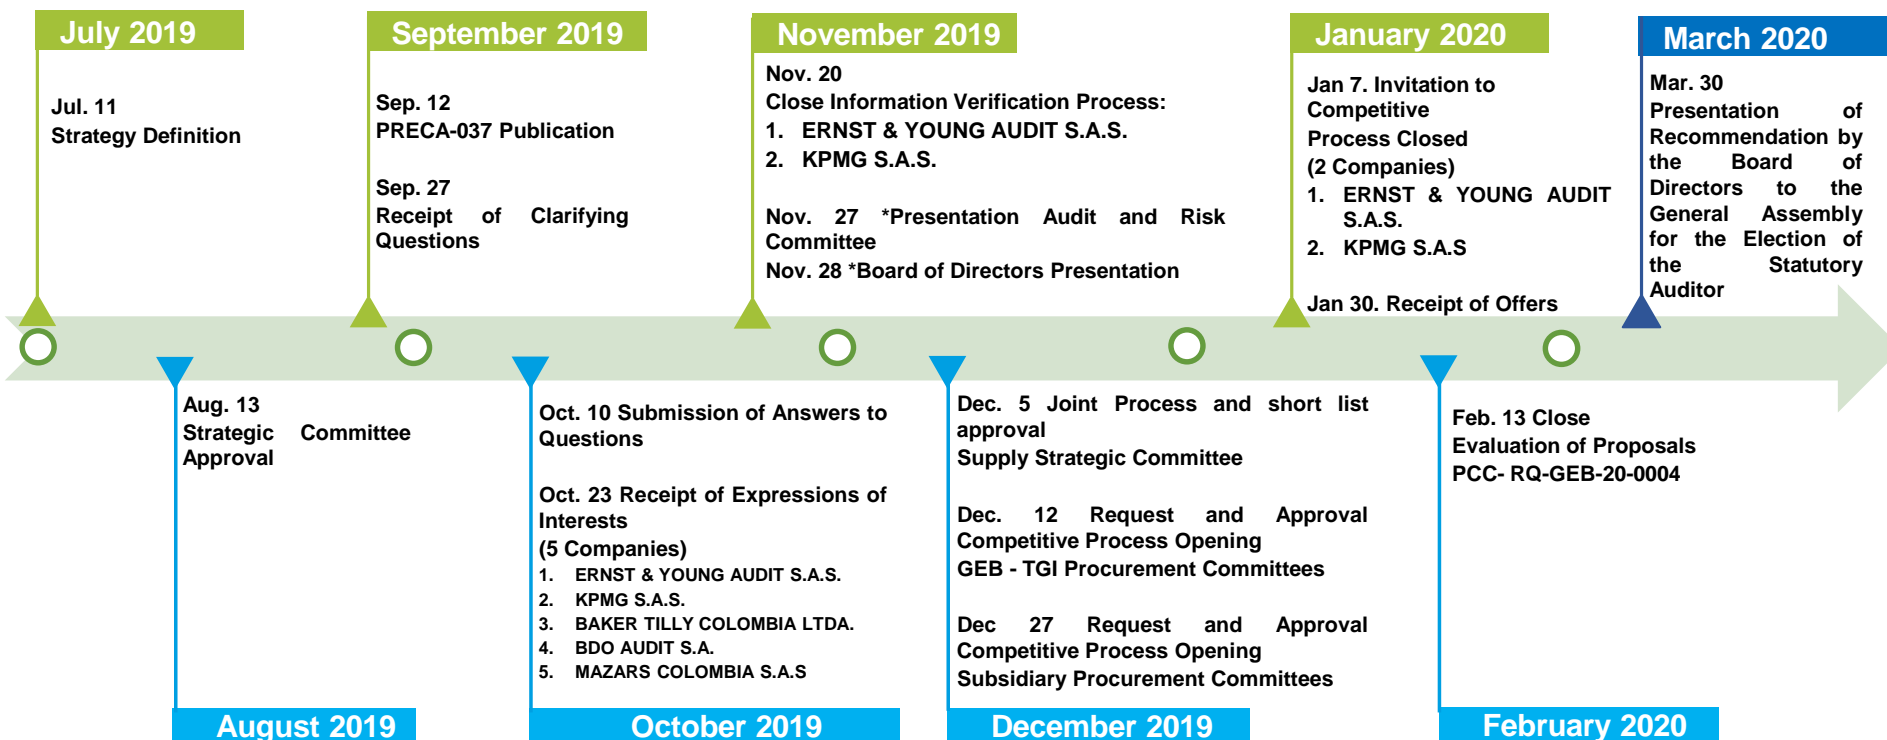 July 2019
Jul. 11
Strategy Definition
September 2019
Sep. 12
PRECA-037 Publication
Sep. 27
Receipt of Clarifying
Questions
November 2019
Nov. 20
Close Information Verification Process:
1. ERNST & YOUNG AUDIT S.A.S.
2. KPMG S.A.S.
Nov. 27 *Presentation Audit and Risk
Committee
Nov. 28 *Board of Directors Presentation
January 2020
Jan 7. Invitation to
Competitive
Process Closed
(2 Companies)
1. ERNST & YOUNG AUDIT
S.A.S.
2. KPMG S.A.S
Jan 30. Receipt of Offers
March 2020
Mar. 30
Presentation of
Recommendation by
the Board of
Directors to the
General Assembly
for the Election of
the Statutory
Auditor
Aug. 13
Strategic Committee
Approval
August 2019
Oct. 10 Submission of Answers to
Questions
Oct. 23 Receipt of Expressions of
Interests
(5 Companies)
1. ERNST & YOUNG AUDIT S.A.S.
2. KPMG S.A.S.
3. BAKER TILLY COLOMBIA LTDA.
4. BDO AUDIT S.A.
5. MAZARS COLOMBIA S.A.S
October 2019
Dec. 5 Joint Process and short list
approval
Supply Strategic Committee
Dec. 12 Request and Approval
Competitive Process Opening
GEB - TGI Procurement Committees
Dec 27 Request and Approval
Competitive Process Opening
Subsidiary Procurement Committees
December 2019
Feb. 13 Close
Evaluation of Proposals
PCC- RQ-GEB-20-0004
February 2020